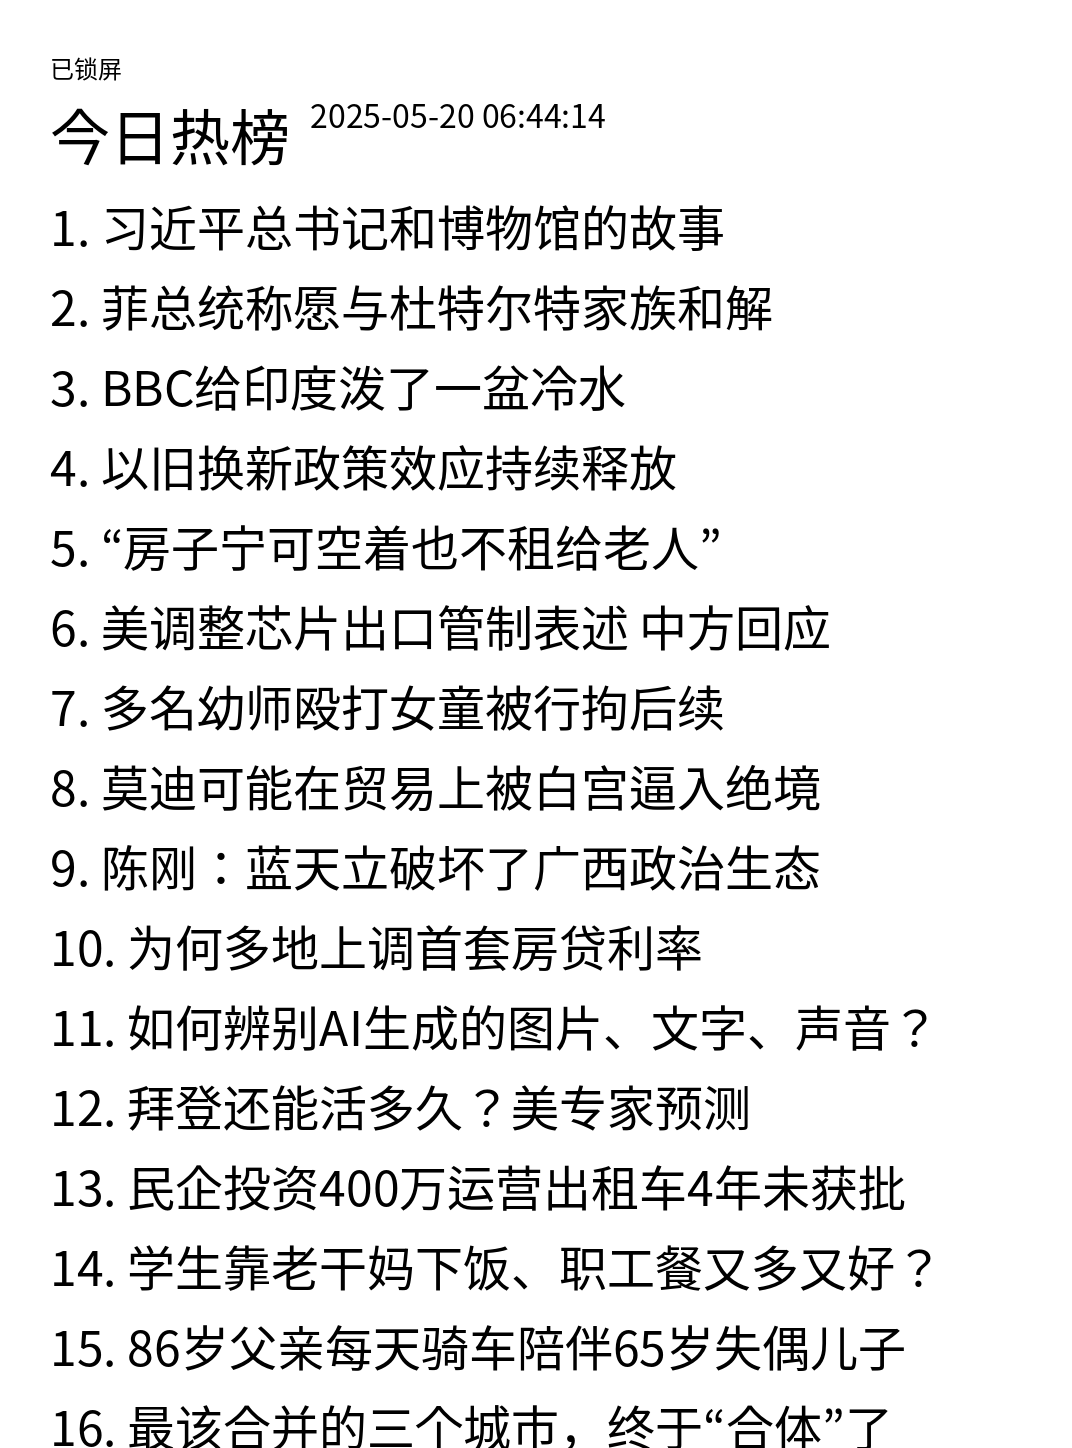 已锁屏
今日热榜 2025-05-20 06:44:14
1. 习近平总书记和博物馆的故事
2. 菲总统称愿与杜特尔特家族和解
3. BBC给印度泼了一盆冷水
4. 以旧换新政策效应持续释放
5. “房子宁可空着也不租给老人”
6. 美调整芯片出口管制表述 中方回应
7. 多名幼师殴打女童被行拘后续
8. 莫迪可能在贸易上被白宫逼入绝境
9. 陈刚：蓝天立破坏了广西政治生态
10. 为何多地上调首套房贷利率
11. 如何辨别AI生成的图片、文字、声音？
12. 拜登还能活多久？美专家预测
13. 民企投资400万运营出租车4年未获批
14. 学生靠老干妈下饭、职工餐又多又好？
15. 86岁父亲每天骑车陪伴65岁失偶儿子
16. 最该合并的三个城市，终于“合体”了